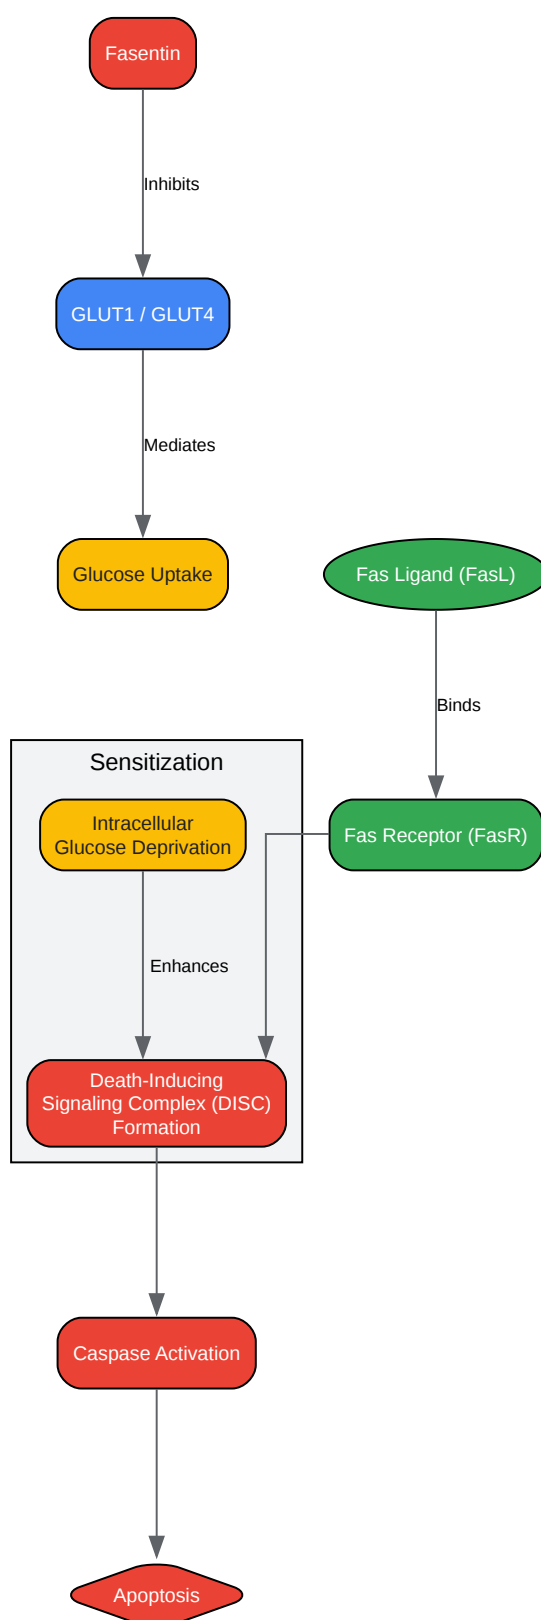 Fasentin
Inhibits
GLUT1 / GLUT4
Mediates
Glucose Uptake
Fas Ligand (FasL)
Binds
Sensitization
Intracellular
Glucose Deprivation
Fas Receptor (FasR)
Enhances
Death-Inducing
Signaling Complex (DISC)
Formation
Caspase Activation
Apoptosis